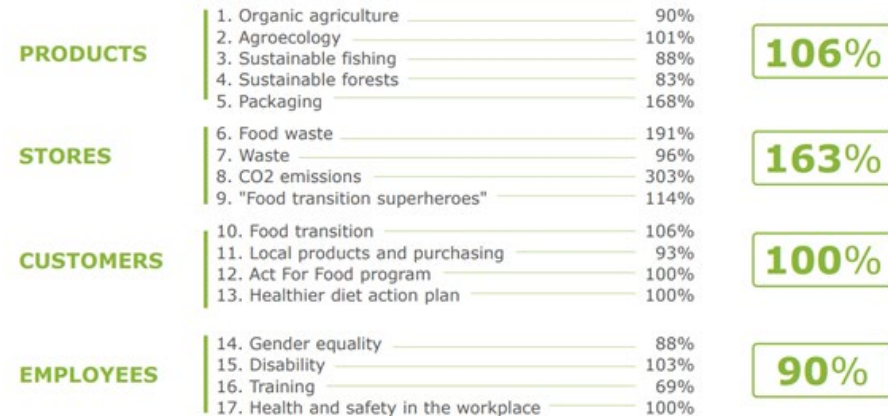 PRODUCTS
1. Organic agriculture 90%
2. Agroecology 101%
3. Sustainable fishing 88%
4. Sustainable forests 83%
5. Packaging 168%
106%
STORES
6. Food waste 191%
7. Waste 96%
8. CO2 emissions 303%
9. "Food transition superheroes" 114%
163%
CUSTOMERS
10. Food transition 106%
11. Local products and purchasing 93%
12. Act For Food program 100%
13. Healthier diet action plan 100%
100%
EMPLOYEES
14. Gender equality 88%
15. Disability 103%
16. Training 69%
17. Health and safety in the workplace 100%
90%